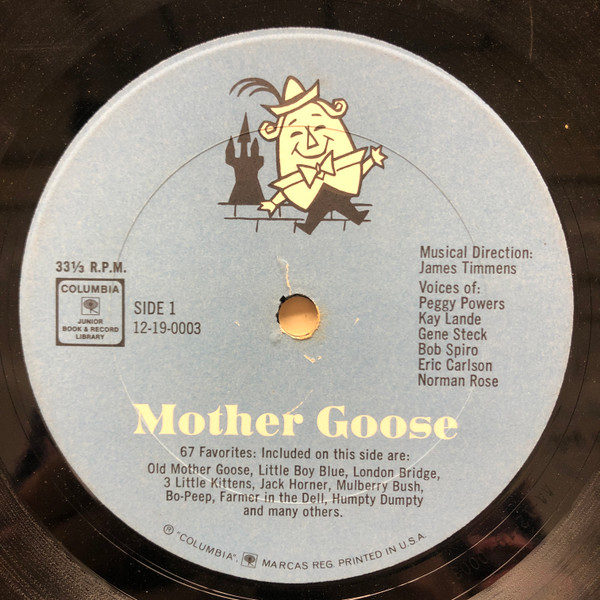 33⅓ R.P.M.
COLUMBIA
JUNIOR
BOOK & RECORD
LIBRARY
SIDE 1
12-19-0003
Musical Direction:
James Timmens
Voices of:
Peggy Powers
Kay Lande
Gene Steck
Bob Spiro
Eric Carlson
Norman Rose
Mother Goose
67 Favorites: Included on this side are:
Old Mother Goose, Little Boy Blue, London Bridge,
3 Little Kittens, Jack Horner, Mulberry Bush,
Bo-Peep, Farmer in the Dell, Humpty Dumpty
and many others.
℗ "COLUMBIA", MARCAS REG. PRINTED IN U.S.A.